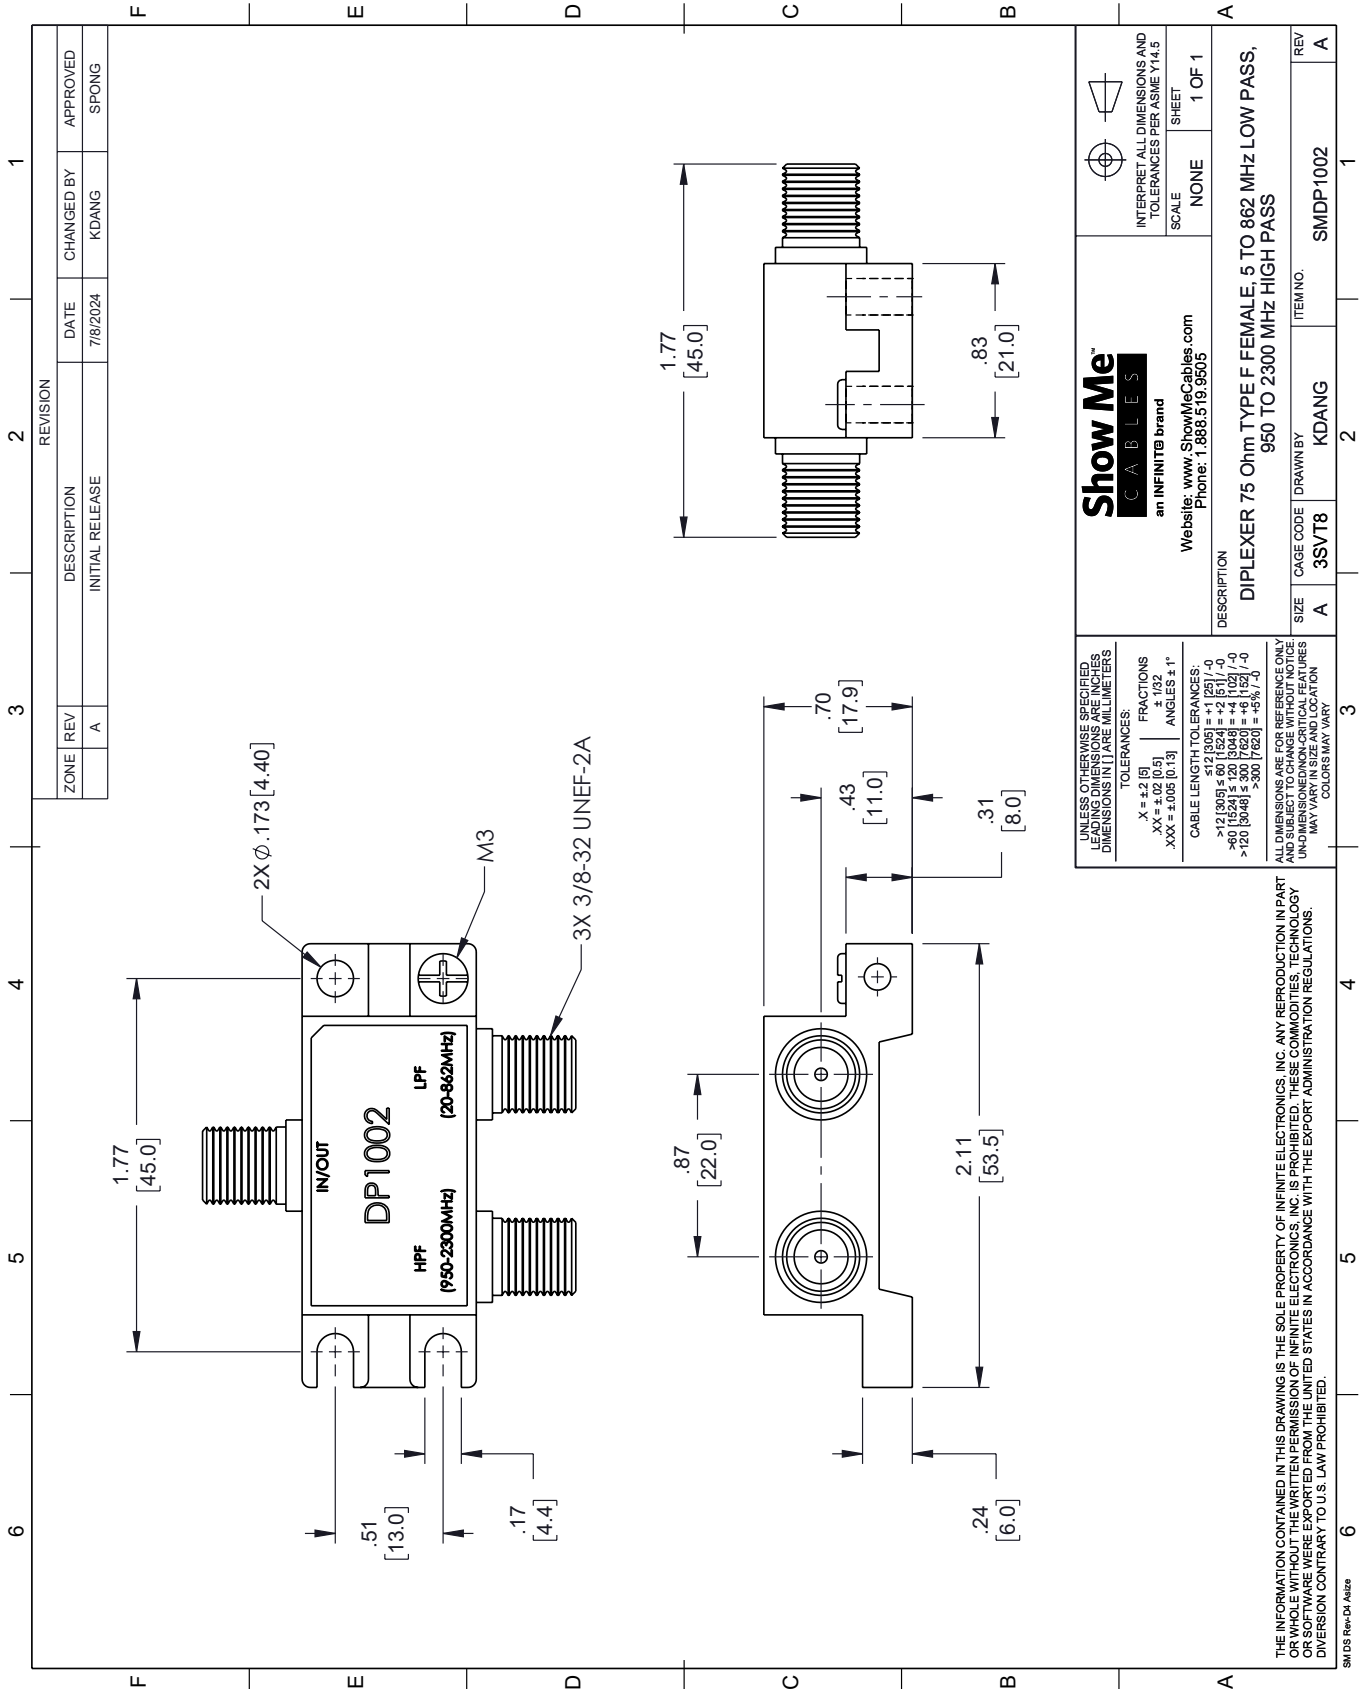 REVISION
ZONE REV DESCRIPTION DATE CHANGED BY APPROVED
A INITIAL RELEASE 7/8/2024 KDANG SPONG
6 5 4 3 2 1
F
E
D
C
B
A
1.77
[45.0]
2X Ø .173 [4.40]
M3
3X 3/8-32 UNEF-2A
IN/OUT
DP1002
HPF
(950-2300MHz)
LPF
(20-862MHz)
.51
[13.0]
.17
[4.4]
.87
[22.0]
2.11
[53.5]
.24
[6.0]
.70
[17.9]
.43
[11.0]
.31
[8.0]
1.77
[45.0]
.83
[21.0]
UNLESS OTHERWISE SPECIFIED
LEADING DIMENSIONS ARE INCHES
DIMENSIONS IN [ ] ARE MILLIMETERS
TOLERANCES:
.X = ±.2 [5] FRACTIONS
.XX = ±.02 [0.5] ± 1/32
.XXX = ±.005 [0.13] ANGLES ± 1°
CABLE LENGTH TOLERANCES:
≤12 [305] = +1 [25] / -0
>12 [305] ≤ 60 [1524] = +2 [51] / -0
>60 [1524] ≤ 120 [3048] = +4 [102] / -0
>120 [3048] ≤ 300 [7620] = +6 [152] / -0
>300 [7620] = +5% / -0
ALL DIMENSIONS ARE FOR REFERENCE ONLY
AND SUBJECT TO CHANGE WITHOUT NOTICE.
UN-DIMENSIONED/NON-CRITICAL FEATURES
MAY VARY IN SIZE AND LOCATION
COLORS MAY VARY
Show Me™
CABLES
an INFINIT® brand
Website: www.ShowMeCables.com
Phone: 1.888.519.9505
INTERPRET ALL DIMENSIONS AND
TOLERANCES PER ASME Y14.5
SCALE SHEET
NONE 1 OF 1
DESCRIPTION
DIPLEXER 75 Ohm TYPE F FEMALE, 5 TO 862 MHz LOW PASS,
950 TO 2300 MHz HIGH PASS
SIZE CAGE CODE DRAWN BY ITEM NO. REV
A 3SVT8 KDANG SMDP1002 A
THE INFORMATION CONTAINED IN THIS DRAWING IS THE SOLE PROPERTY OF INFINITE ELECTRONICS, INC. ANY REPRODUCTION IN PART
OR WHOLE WITHOUT THE WRITTEN PERMISSION OF INFINITE ELECTRONICS, INC. IS PROHIBITED. THESE COMMODITIES, TECHNOLOGY
OR SOFTWARE WERE EXPORTED FROM THE UNITED STATES IN ACCORDANCE WITH THE EXPORT ADMINISTRATION REGULATIONS.
DIVERSION CONTRARY TO U.S. LAW PROHIBITED.
6 5 4 3 2 1
F
E
D
C
B
A
SM DS Rev-D4 Asize